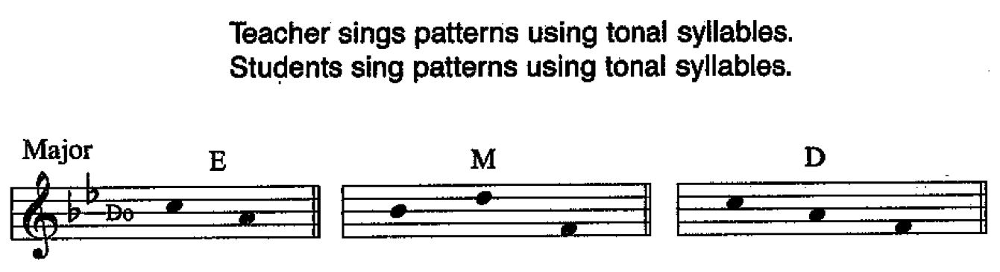 Teacher sings patterns using tonal syllables.
Students sing patterns using tonal syllables.
Major
E
M
D
Do